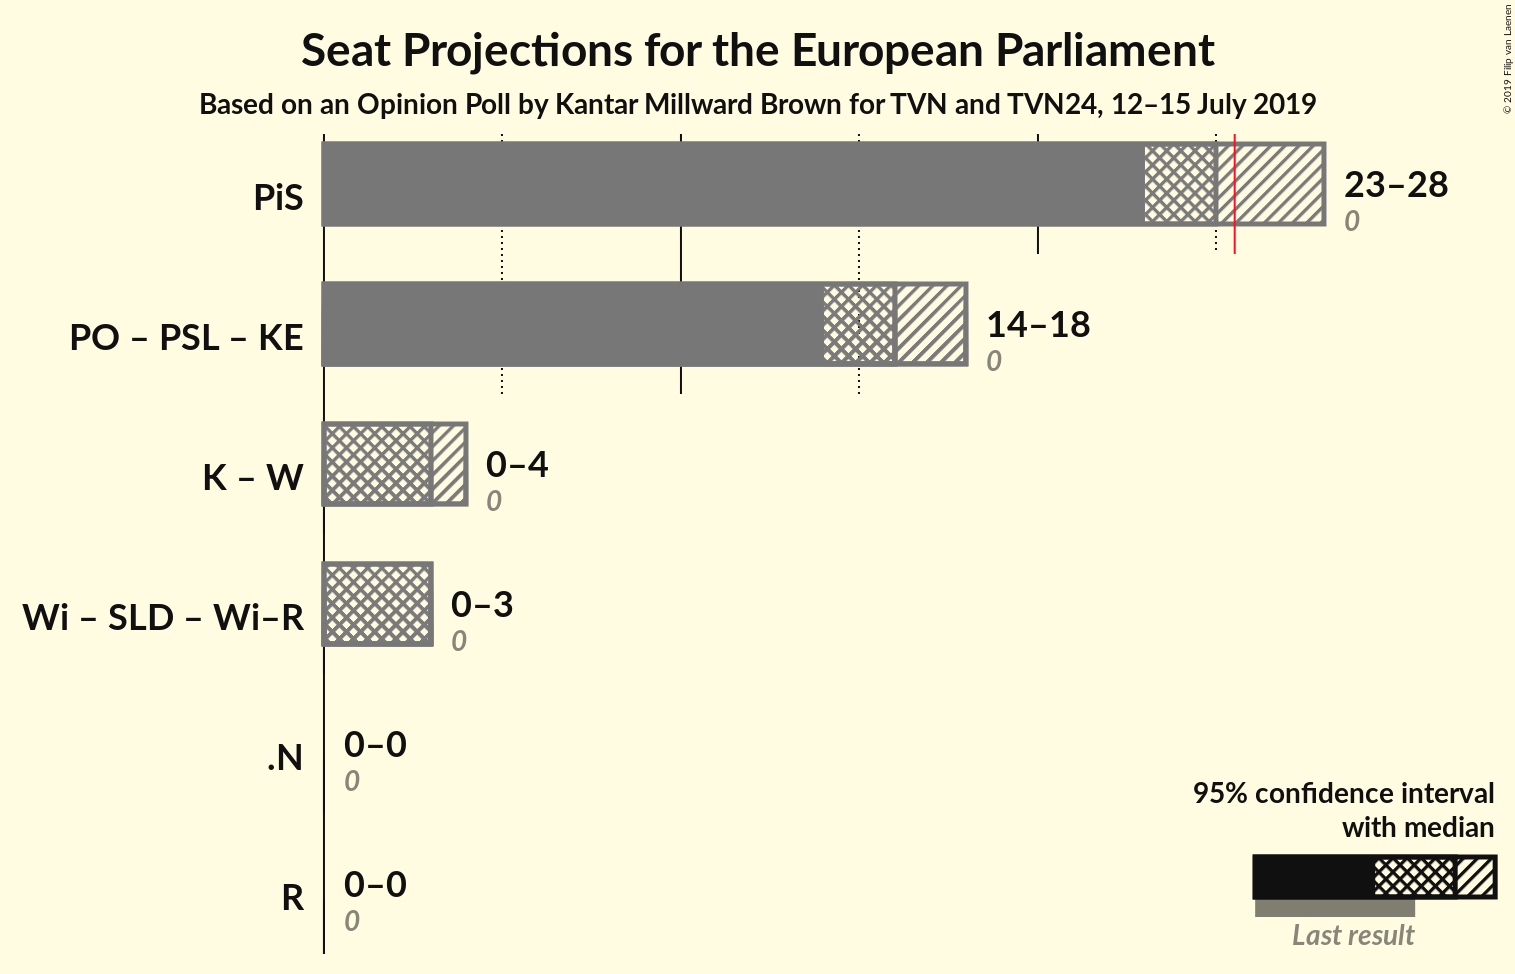 Seat Projections for the European Parliament
Based on an Opinion Poll by Kantar Millward Brown for TVN and TVN24, 12–15 July 2019
© 2019 Filip van Laenen
PiS
23–28
0
PO – PSL – KE
14–18
0
K – W
0–4
0
Wi – SLD – Wi–R
0–3
0
.N
0–0
0
R
0–0
0
95% confidence interval
with median
Last result